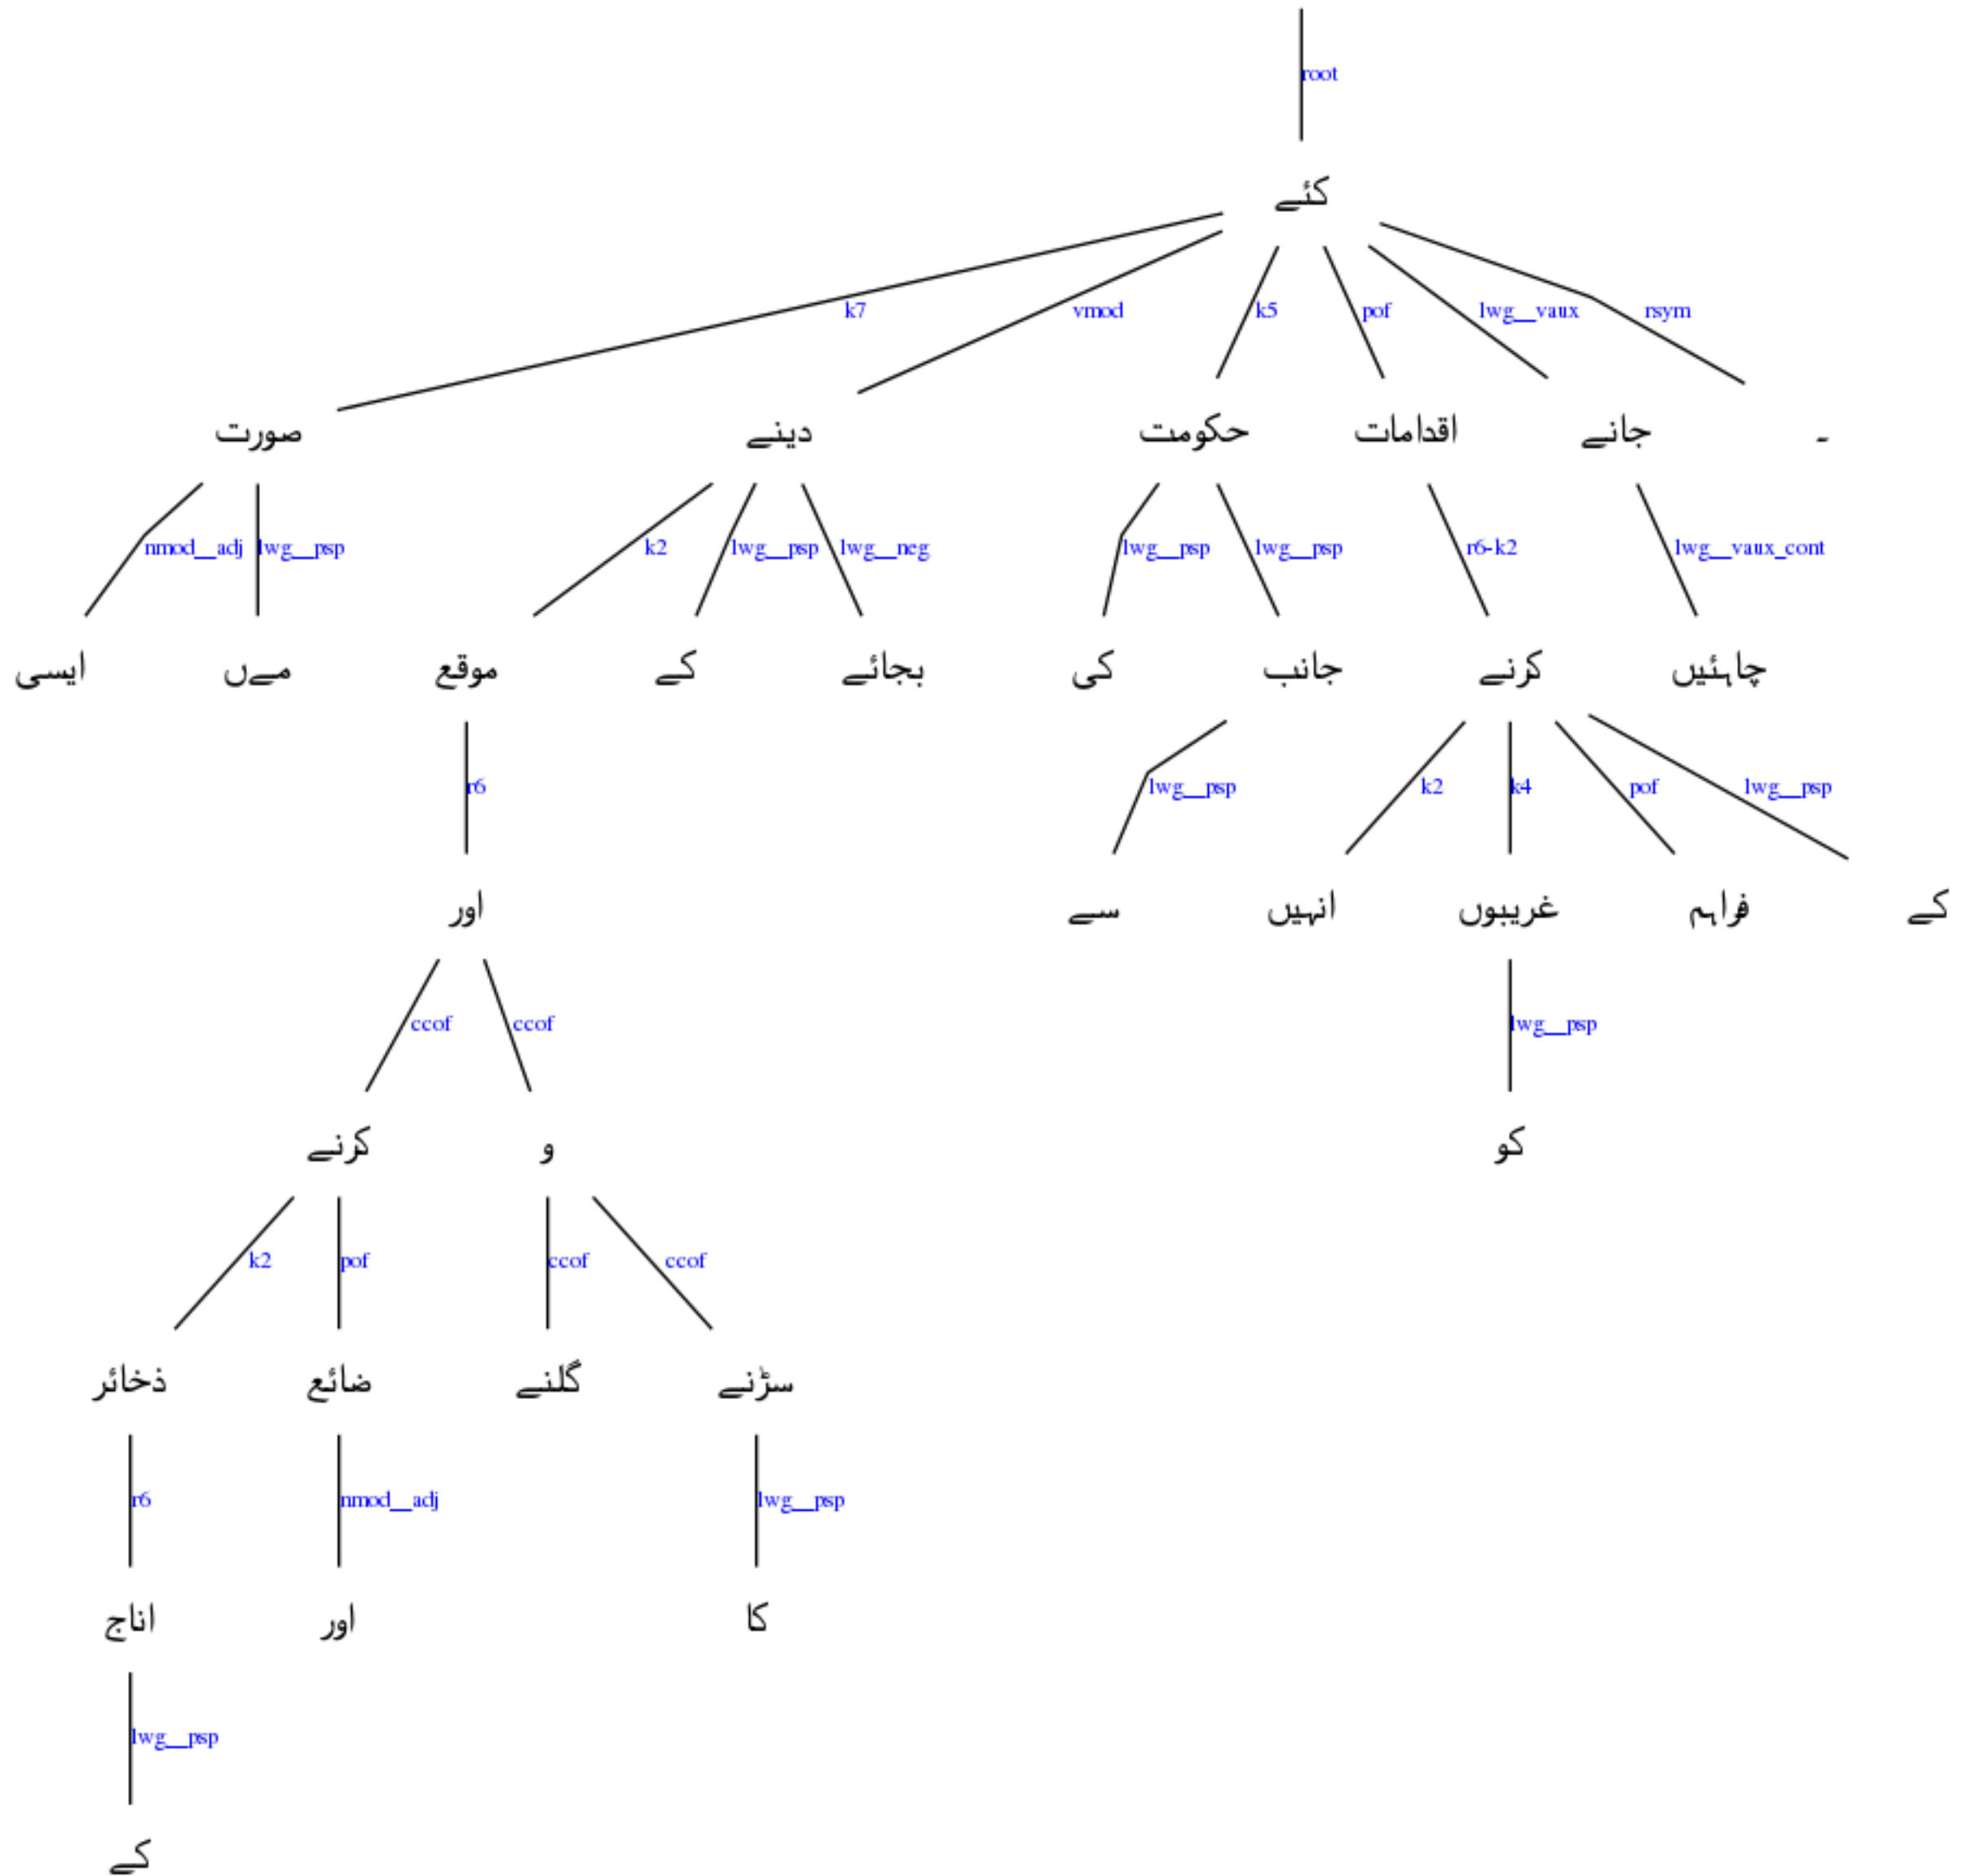 root
کئے
k7 vmod k5 pof lwg__vaux rsym
صورت دینے حکومت اقدامات جانے ۔
nmod__adj lwg__psp k2 lwg__psp lwg__neg lwg__psp lwg__psp r6-k2 lwg__vaux_cont
ایسی مےں موقع کے بجائے کی جانب کرنے چاہئیں
r6 lwg__psp k2 k4 pof lwg__psp
اور سے انہیں غریبوں فراہم کے
ccof ccof lwg__psp
کرنے و کو
k2 pof ccof ccof
ذخائر ضائع گلنے سڑنے
r6 nmod__adj lwg__psp
اناج اور کا
lwg__psp
کے